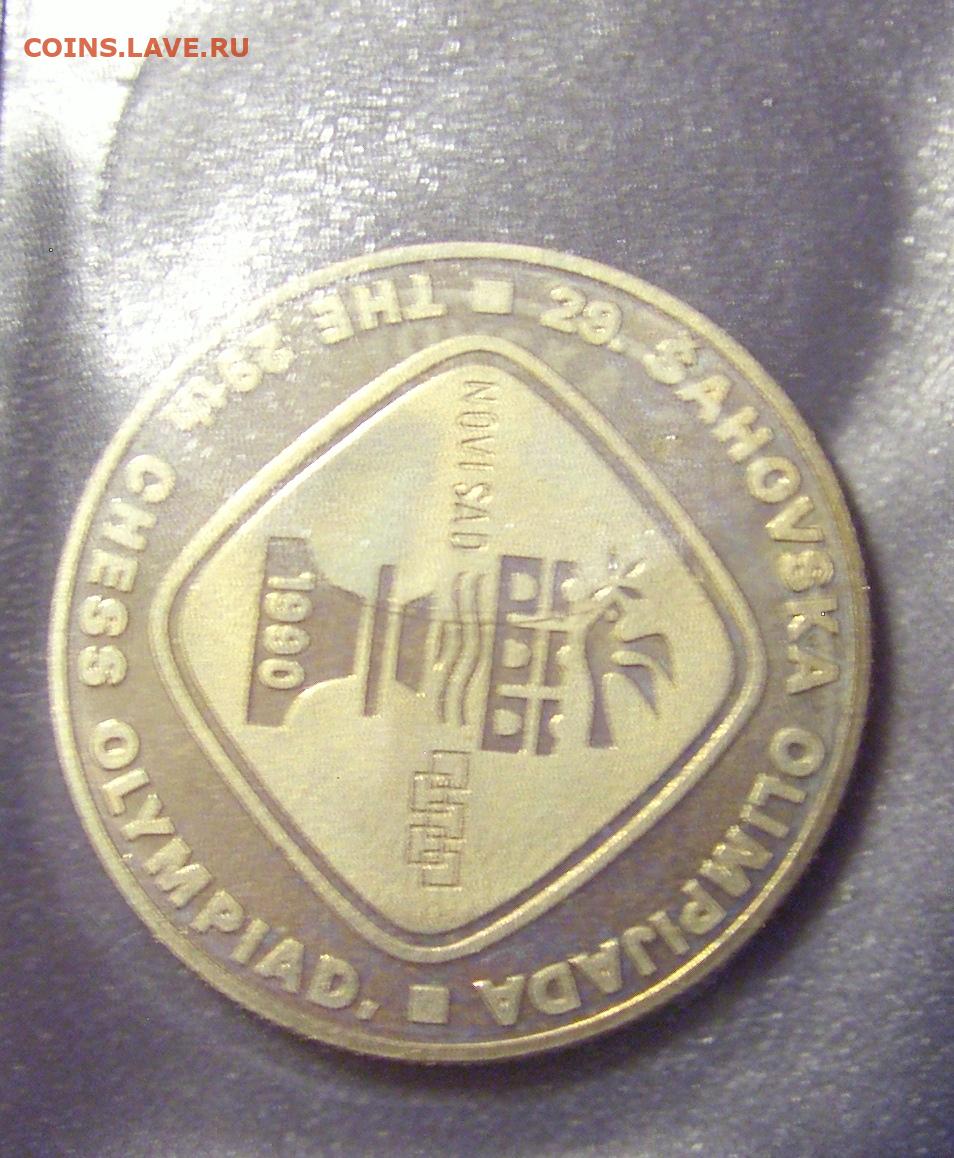 COINS.LAVE.RU
29. ŠAHOVSKA OLIMPIJADA
THE 29th CHESS OLYMPIAD,
NOVI SAD
1990